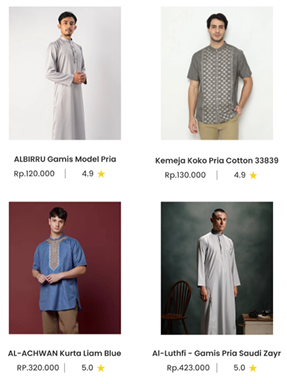 ALBIRRU Gamis Model Pria
Rp.120.000 | 4.9
Kemeja Koko Pria Cotton 33839
Rp.130.000 | 4.9
AL-ACHWAN Kurta Liam Blue
RP.320.000 | 5.0
Al-Luthfi - Gamis Pria Saudi Zayr
Rp.423.000 | 5.0